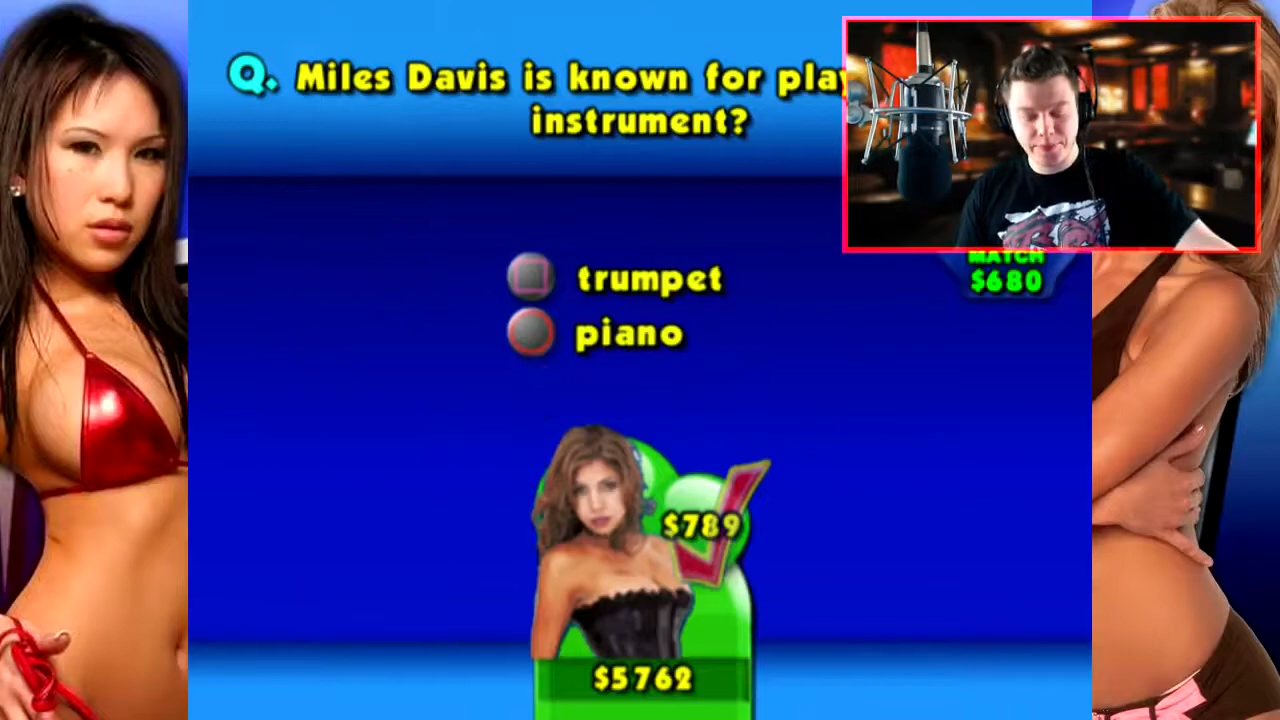 Q. Miles Davis is known for play
instrument?
trumpet
piano
MATCH
$680
$789
$5762